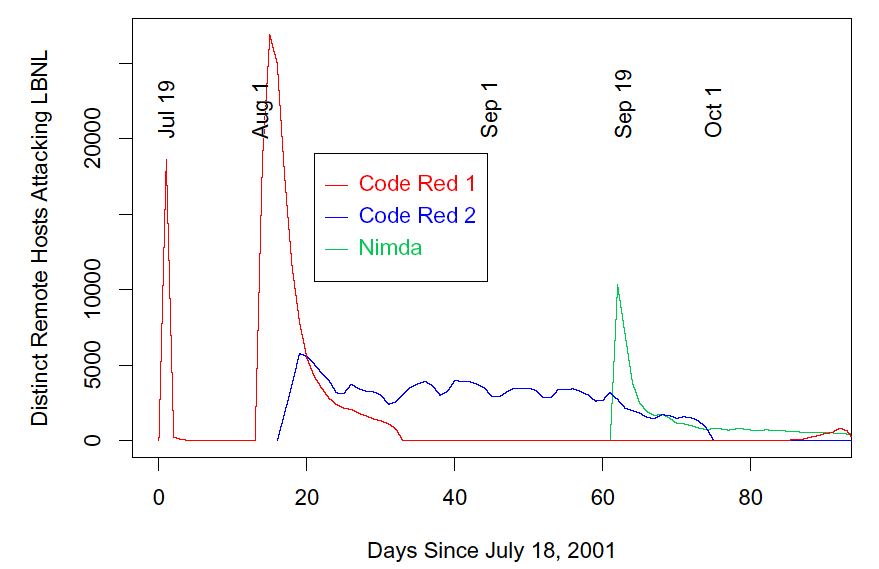 Distinct Remote Hosts Attacking LBNL
20000
10000
5000
0
Jul 19
Aug 1
Sep 1
Sep 19
Oct 1
Code Red 1
Code Red 2
Nimda
0 20 40 60 80
Days Since July 18, 2001